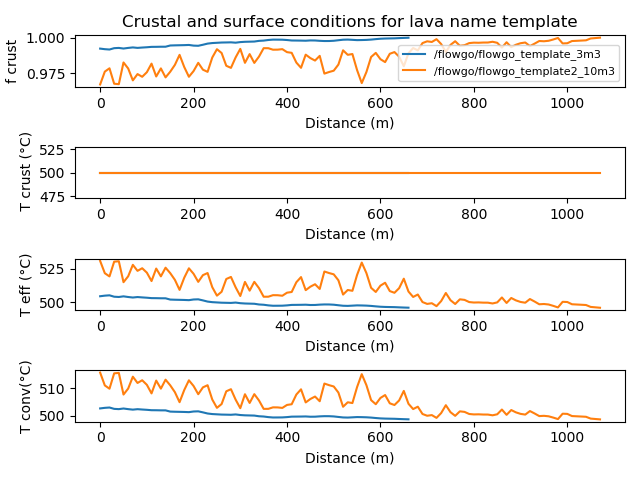 Crustal and surface conditions for lava name template
f crust
1.000
0.975
/flowgo/flowgo_template_3m3
/flowgo/flowgo_template2_10m3
0 200 400 600 800 1000
Distance (m)
T crust (°C)
525
500
475
0 200 400 600 800 1000
Distance (m)
T eff (°C)
525
500
0 200 400 600 800 1000
Distance (m)
T conv(°C)
510
500
0 200 400 600 800 1000
Distance (m)